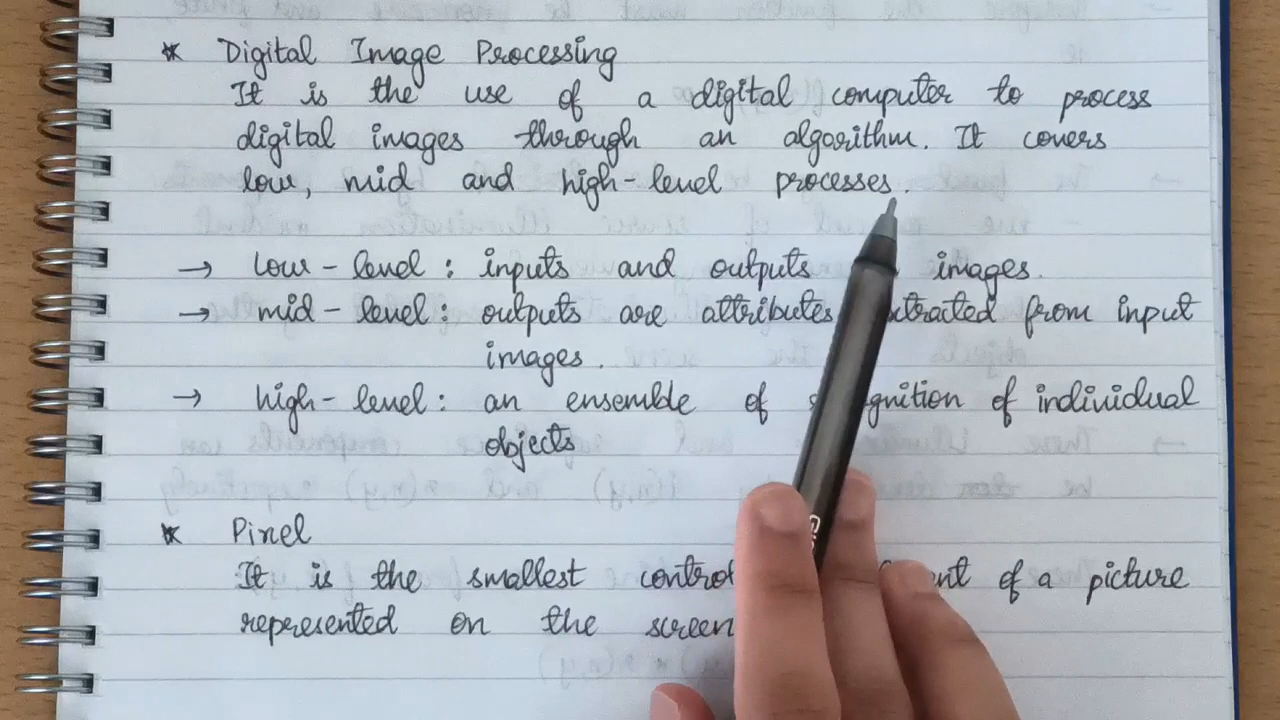 * Digital Image Processing
It is the use of a digital computer to process
digital images through an algorithm. It covers
low, mid and high-level processes.
→ low-level: inputs and outputs images.
→ mid-level: outputs are attributes from input
images.
→ high-level: an ensemble of of individual
objects
* Pixel
It is the smallest of a picture
represented on the screen